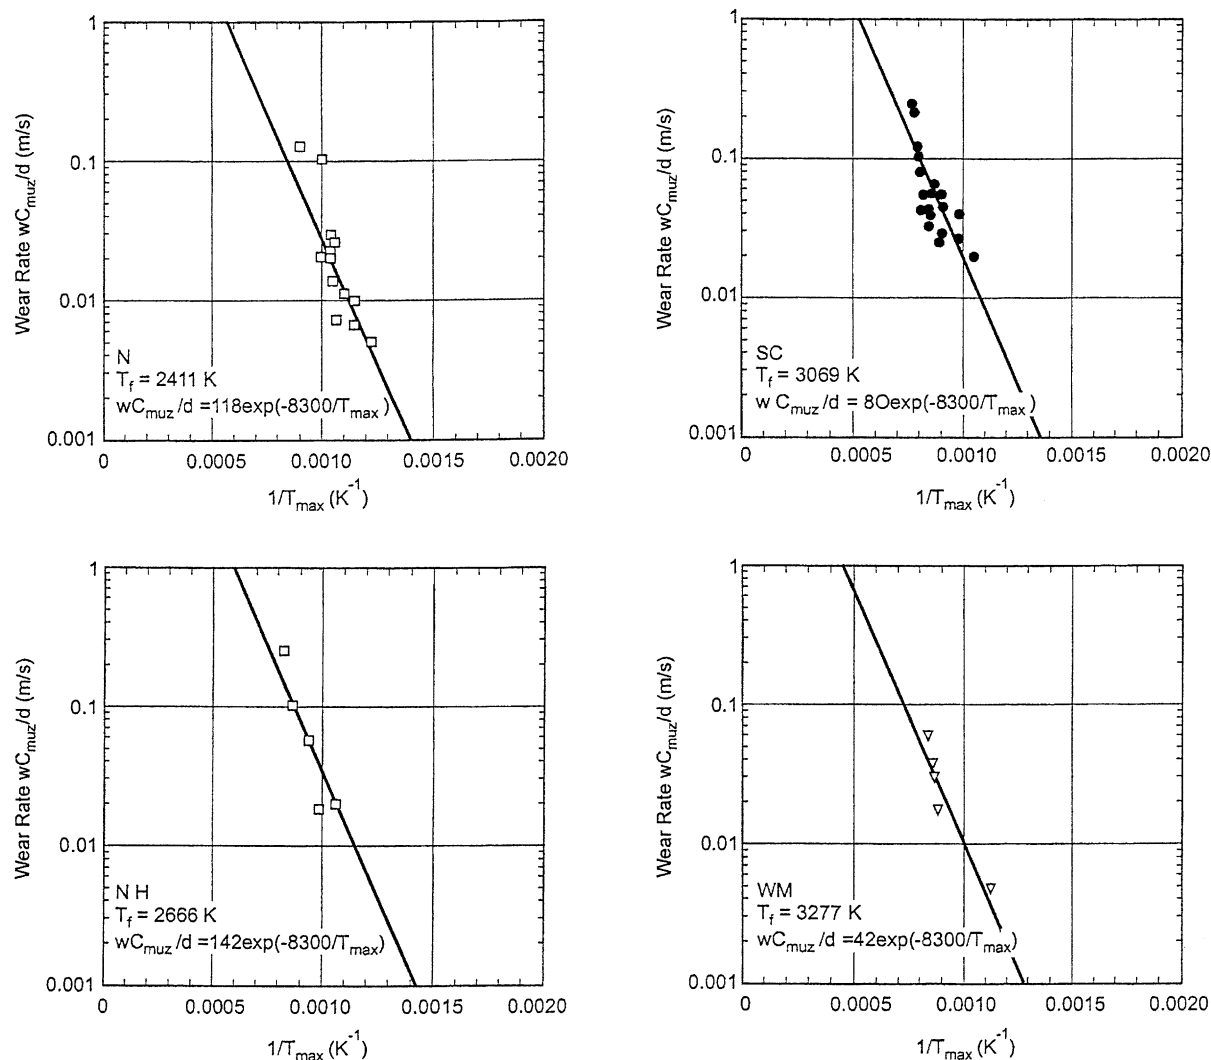 Wear Rate wC_muz/d (m/s)
1
0.1
0.01
0.001
N
T_f = 2411 K
wC_muz/d =118exp(-8300/T_max)
0 0.0005 0.0010 0.0015 0.0020
1/T_max (K^-1)
Wear Rate wC_muz/d (m/s)
1
0.1
0.01
0.001
SC
T_f = 3069 K
w C_muz/d = 8Oexp(-8300/T_max)
0 0.0005 0.0010 0.0015 0.0020
1/T_max (K^-1)
Wear Rate wC_muz/d (m/s)
1
0.1
0.01
0.001
N H
T_f = 2666 K
wC_muz/d =142exp(-8300/T_max)
0 0.0005 0.0010 0.0015 0.0020
1/T_max (K^-1)
Wear Rate wC_muz/d (m/s)
1
0.1
0.01
0.001
WM
T_f = 3277 K
wC_muz/d =42exp(-8300/T_max)
0 0.0005 0.0010 0.0015 0.0020
1/T_max (K^-1)